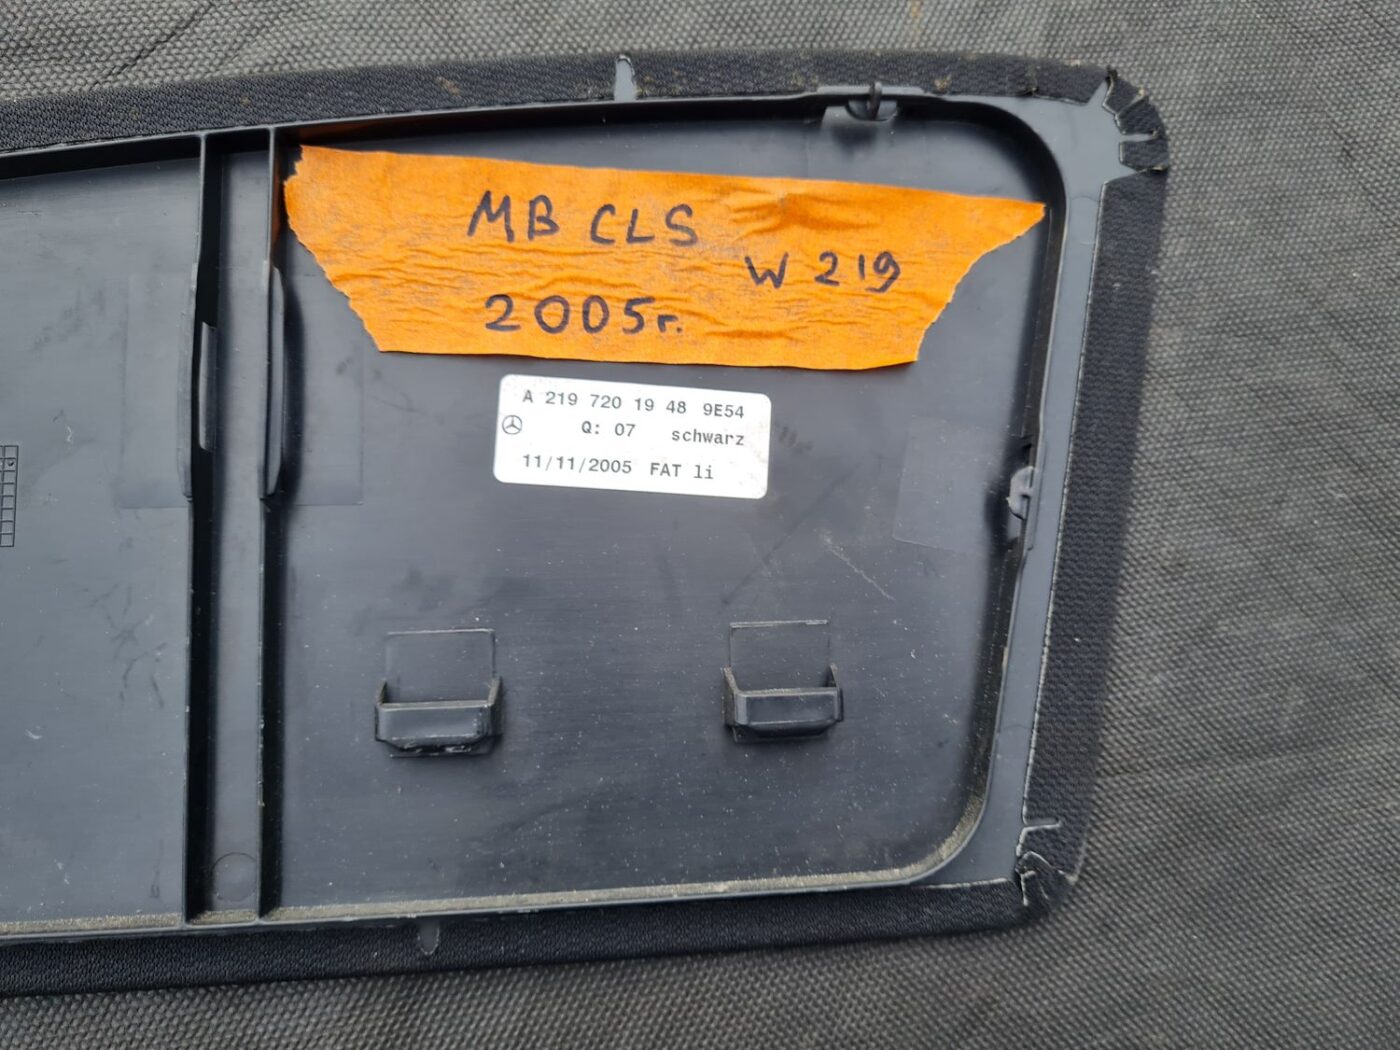 MB CLS
W 219
2005г.
A 219 720 19 48 9E54
Q: 07 schwarz
11/11/2005 FAT li